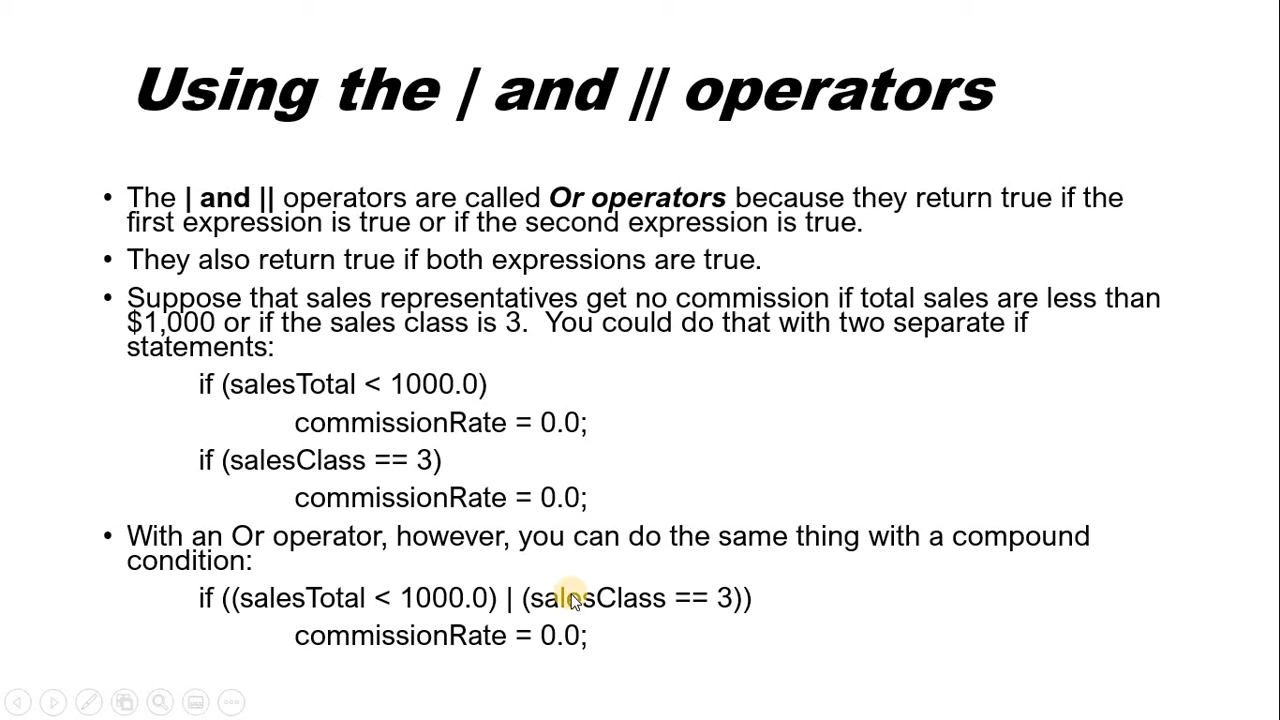 Using the | and || operators
• The | and || operators are called Or operators because they return true if the
first expression is true or if the second expression is true.
• They also return true if both expressions are true.
• Suppose that sales representatives get no commission if total sales are less than
$1,000 or if the sales class is 3.  You could do that with two separate if
statements:
if (salesTotal < 1000.0)
commissionRate = 0.0;
if (salesClass == 3)
commissionRate = 0.0;
• With an Or operator, however, you can do the same thing with a compound
condition:
if ((salesTotal < 1000.0) | (salesClass == 3))
commissionRate = 0.0;